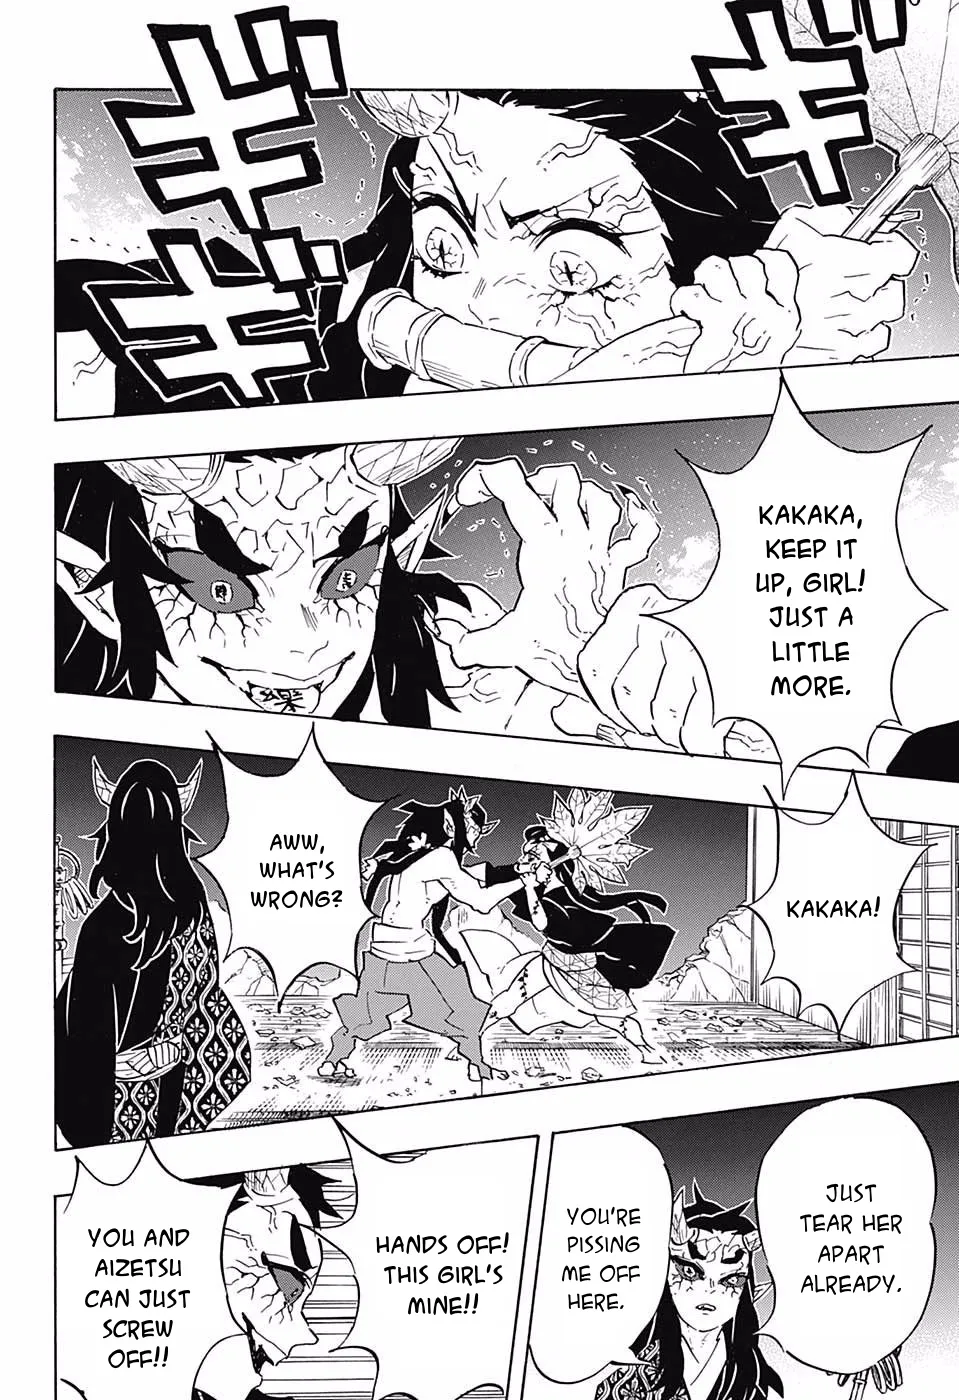 ギ
ギ
ギ
KAKAKA,
KEEP IT
UP, GIRL!
JUST A
LITTLE
MORE.
楽
KAKAKA!
AWW,
WHAT'S
WRONG?
JUST
TEAR HER
APART
ALREADY.
YOU'RE
PISSING
ME OFF
HERE.
HANDS OFF!
THIS GIRL'S
MINE!!
YOU AND
AIZETSU
CAN JUST
SCREW
OFF!!